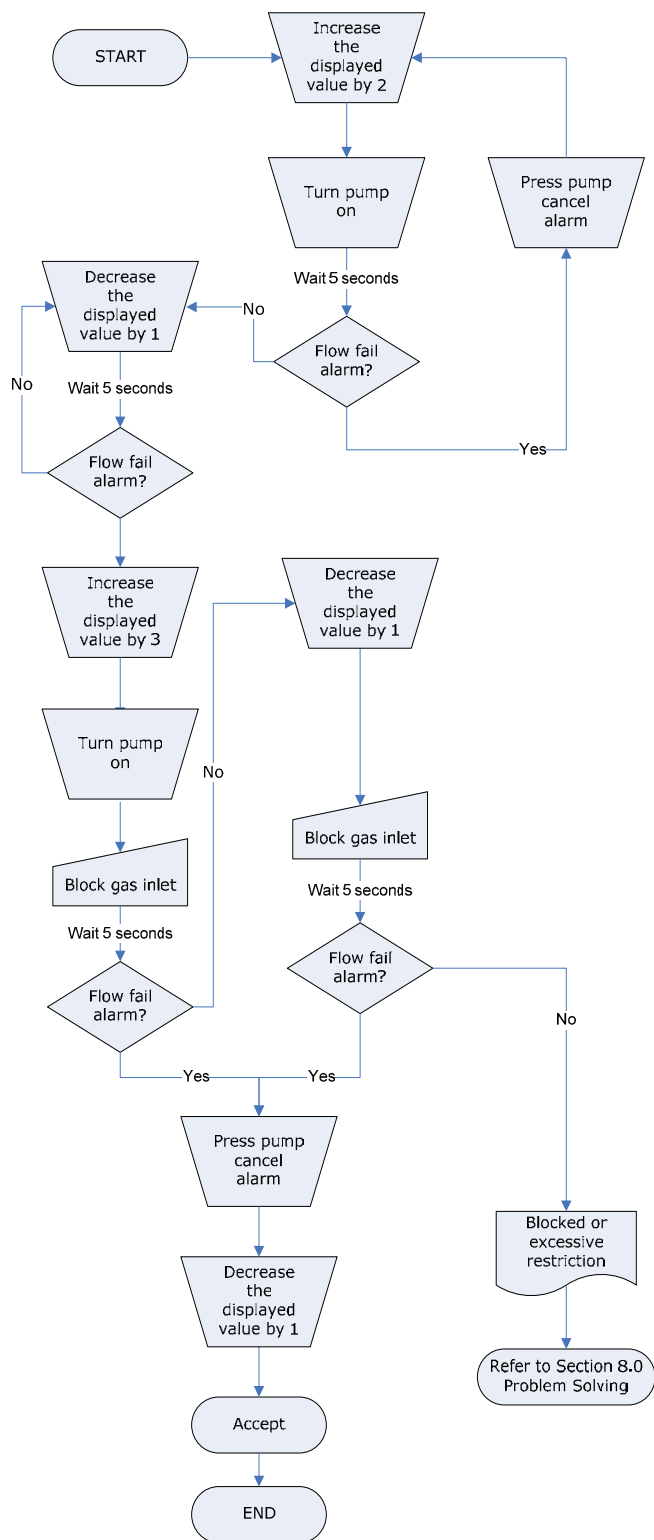 START
Increase
the
displayed
value by 2
Turn pump
on
Press pump
cancel
alarm
Wait 5 seconds
Flow fail
alarm?
No
Yes
Decrease
the
displayed
value by 1
No
Wait 5 seconds
Flow fail
alarm?
Increase
the
displayed
value by 3
Turn pump
on
Block gas inlet
Wait 5 seconds
Flow fail
alarm?
No
Decrease
the
displayed
value by 1
Block gas inlet
Wait 5 seconds
Flow fail
alarm?
No
Yes
Yes
Press pump
cancel
alarm
Decrease
the
displayed
value by 1
Accept
END
Blocked or
excessive
restriction
Refer to Section 8.0
Problem Solving